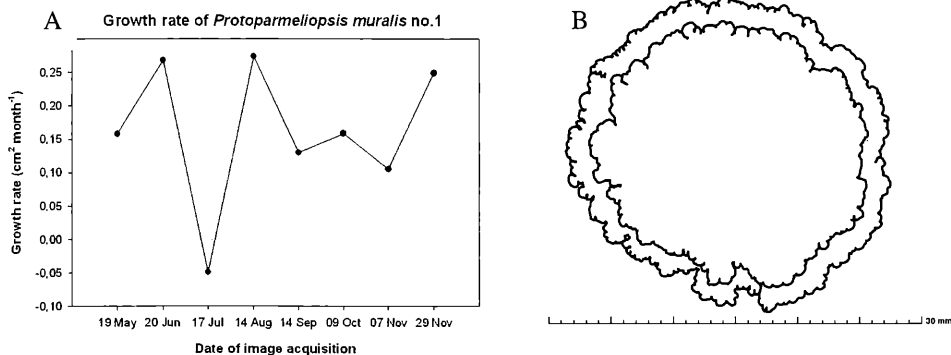 A
Growth rate of Protoparmeliopsis muralis no.1
Growth rate (cm² month⁻¹)
0,25
0,20
0,15
0,10
0,05
0,00
-0,05
-0,10
19 May 20 Jun 17 Jul 14 Aug 14 Sep 09 Oct 07 Nov 29 Nov
Date of image acquisition
B
30 mm